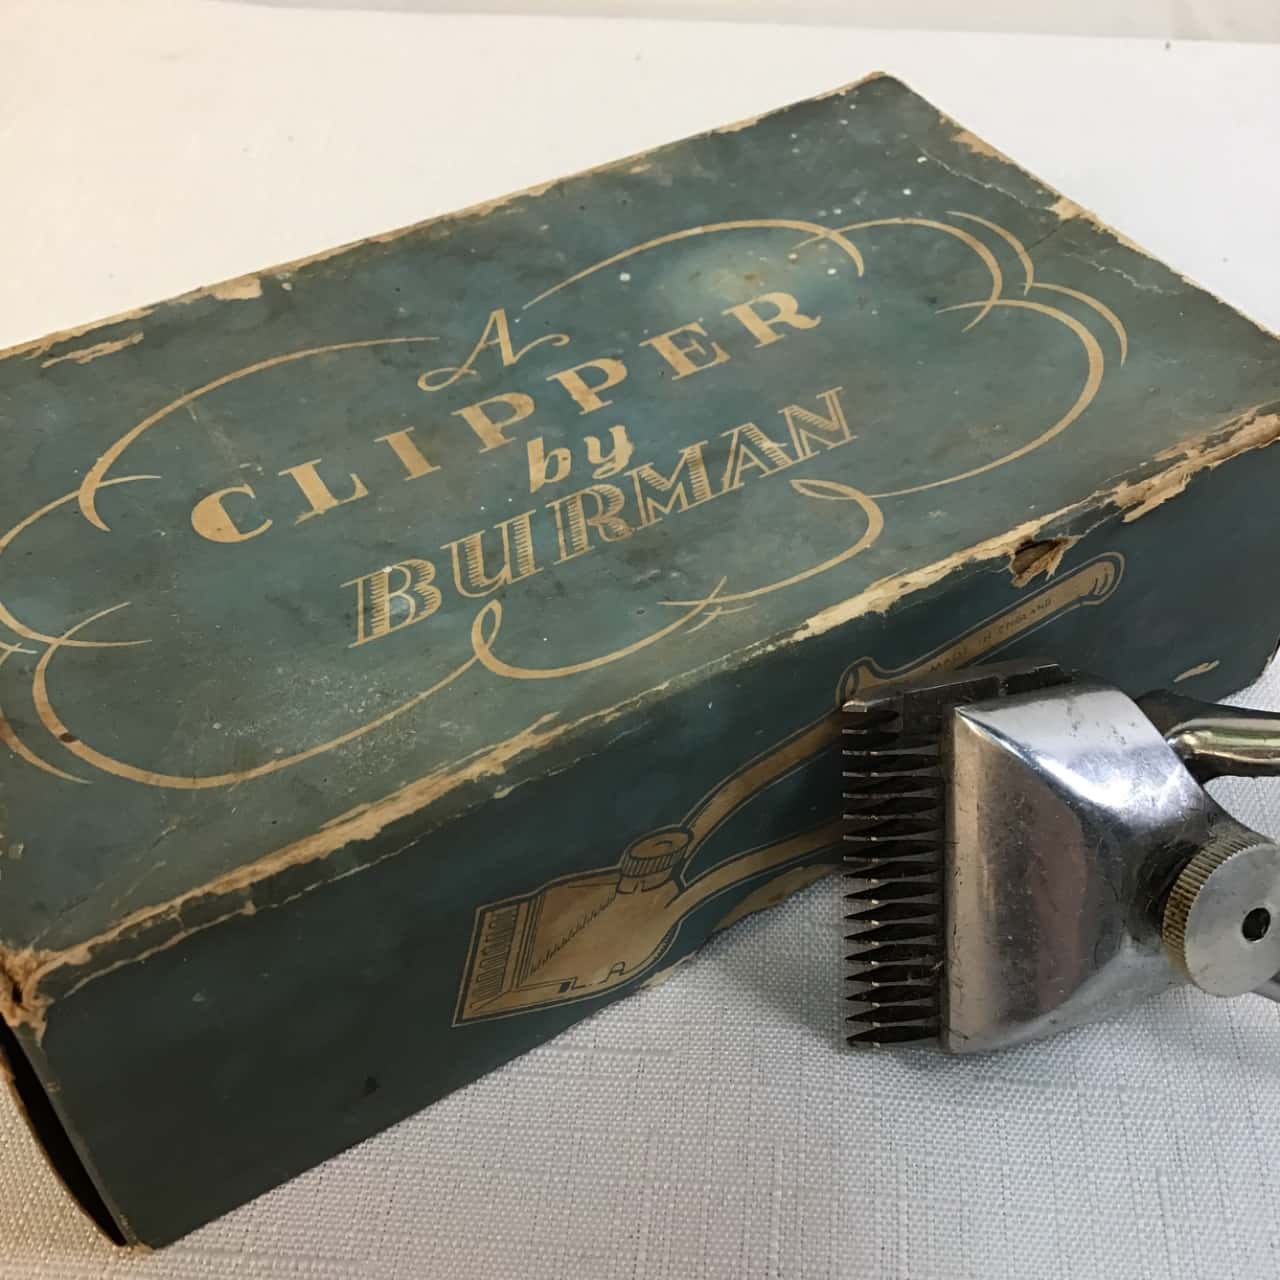 A
CLIPPER
by
BURMAN
MADE IN ENGLAND